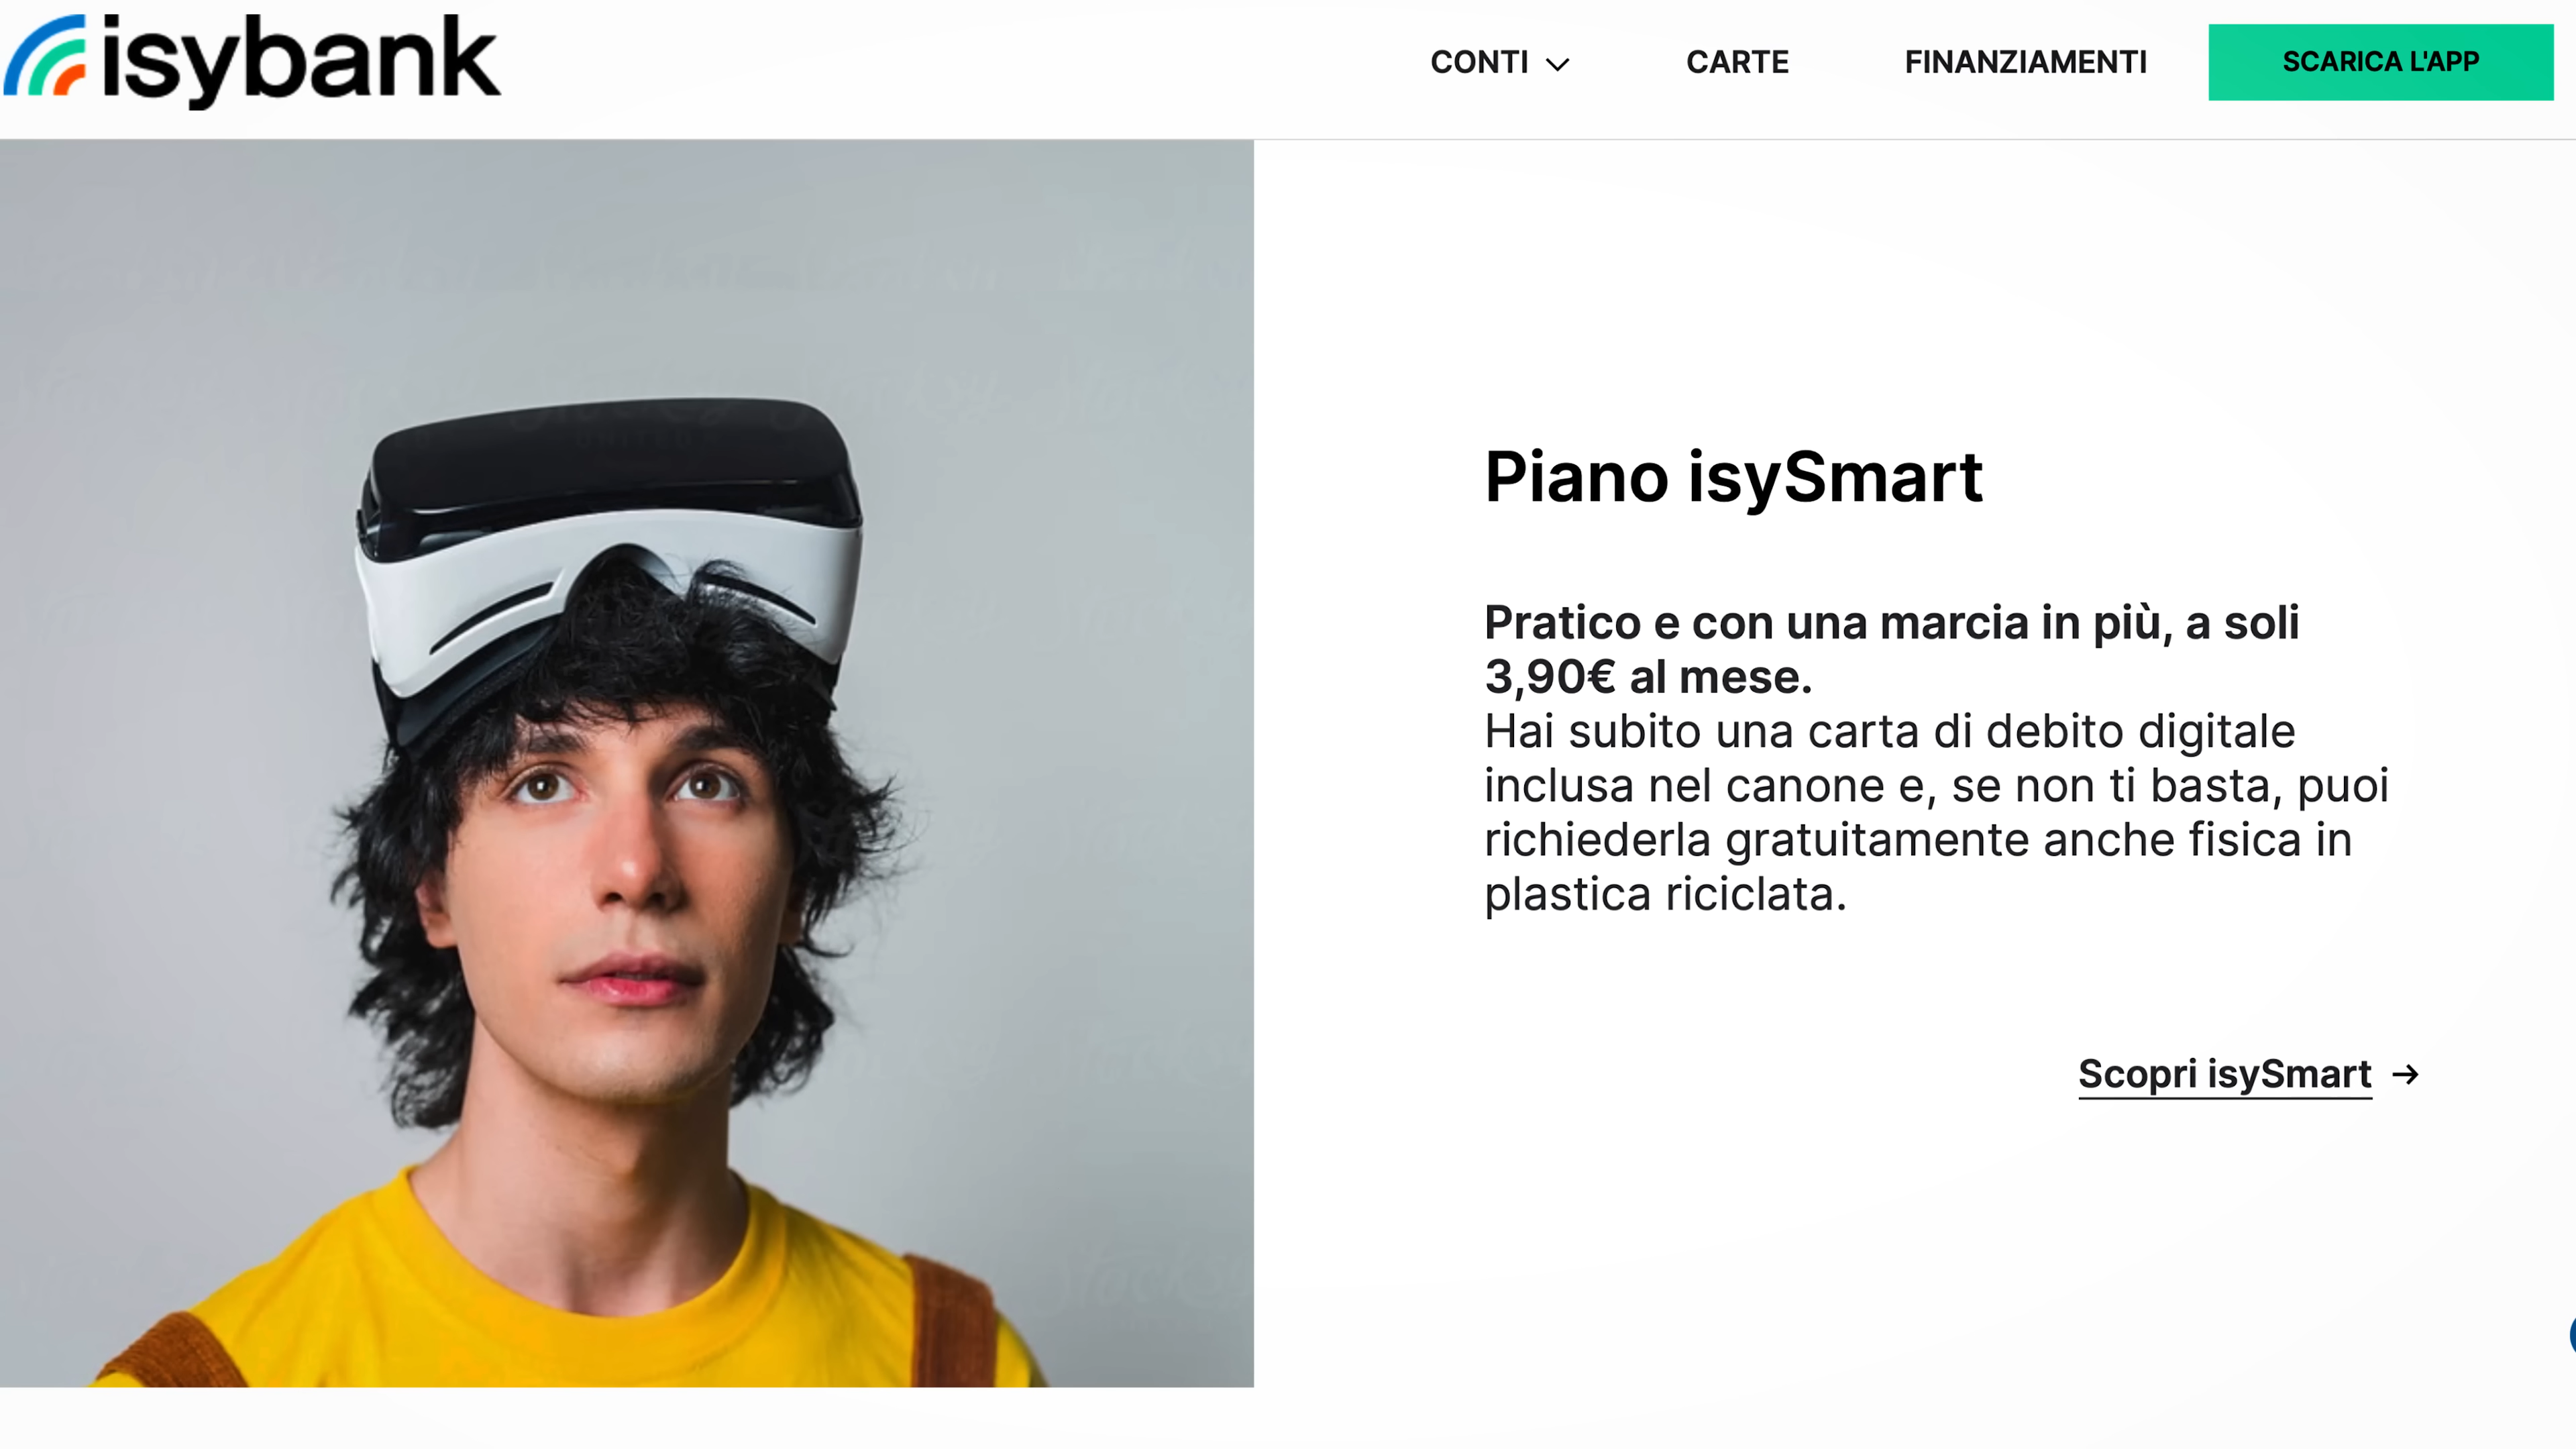 isybank
CONTI
CARTE
FINANZIAMENTI
SCARICA L'APP
Piano isySmart
Pratico e con una marcia in più, a soli
3,90€ al mese.
Hai subito una carta di debito digitale
inclusa nel canone e, se non ti basta, puoi
richiederla gratuitamente anche fisica in
plastica riciclata.
Scopri isySmart →